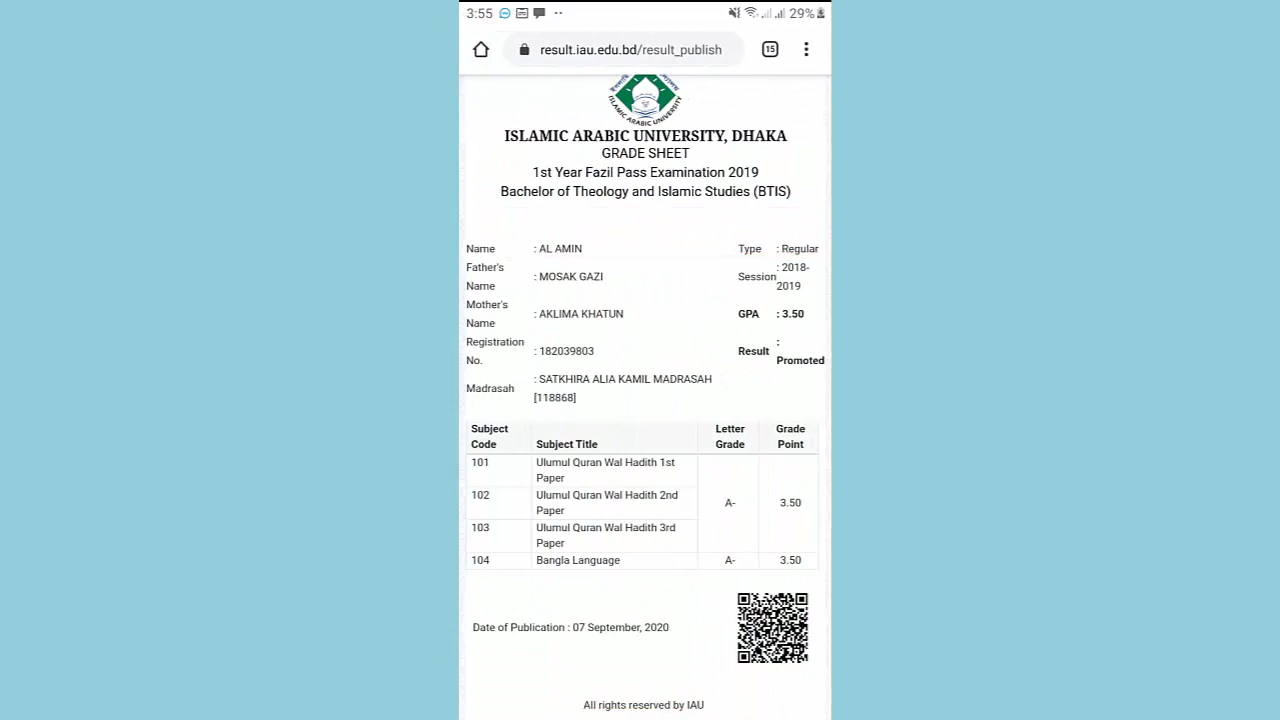 3:55 29%
result.iau.edu.bd/result_publish 15
ISLAMIC ARABIC UNIVERSITY
ISLAMIC ARABIC UNIVERSITY, DHAKA
GRADE SHEET
1st Year Fazil Pass Examination 2019
Bachelor of Theology and Islamic Studies (BTIS)
Name : AL AMIN Type : Regular
Father's Name : MOSAK GAZI Session : 2018-2019
Mother's Name : AKLIMA KHATUN GPA : 3.50
Registration No. : 182039803 Result : Promoted
Madrasah : SATKHIRA ALIA KAMIL MADRASAH
[118868]
Subject Code Subject Title Letter Grade Grade Point
101 Ulumul Quran Wal Hadith 1st Paper
102 Ulumul Quran Wal Hadith 2nd Paper A- 3.50
103 Ulumul Quran Wal Hadith 3rd Paper
104 Bangla Language A- 3.50
Date of Publication : 07 September, 2020
All rights reserved by IAU